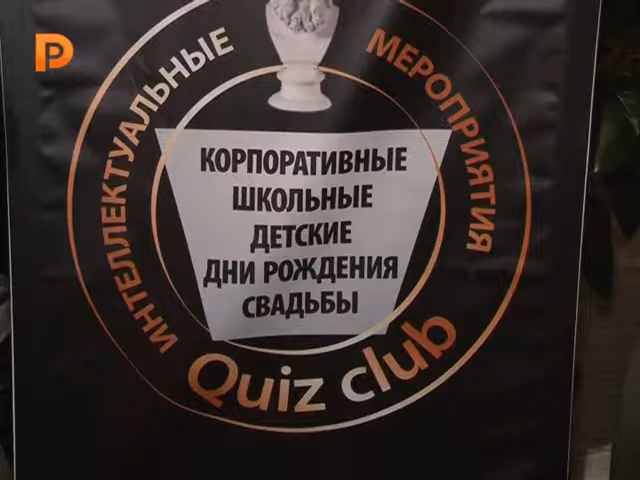 P
ИНТЕЛЛЕКТУАЛЬНЫЕ
МЕРОПРИЯТИЯ
КОРПОРАТИВНЫЕ
ШКОЛЬНЫЕ
ДЕТСКИЕ
ДНИ РОЖДЕНИЯ
СВАДЬБЫ
Quiz club